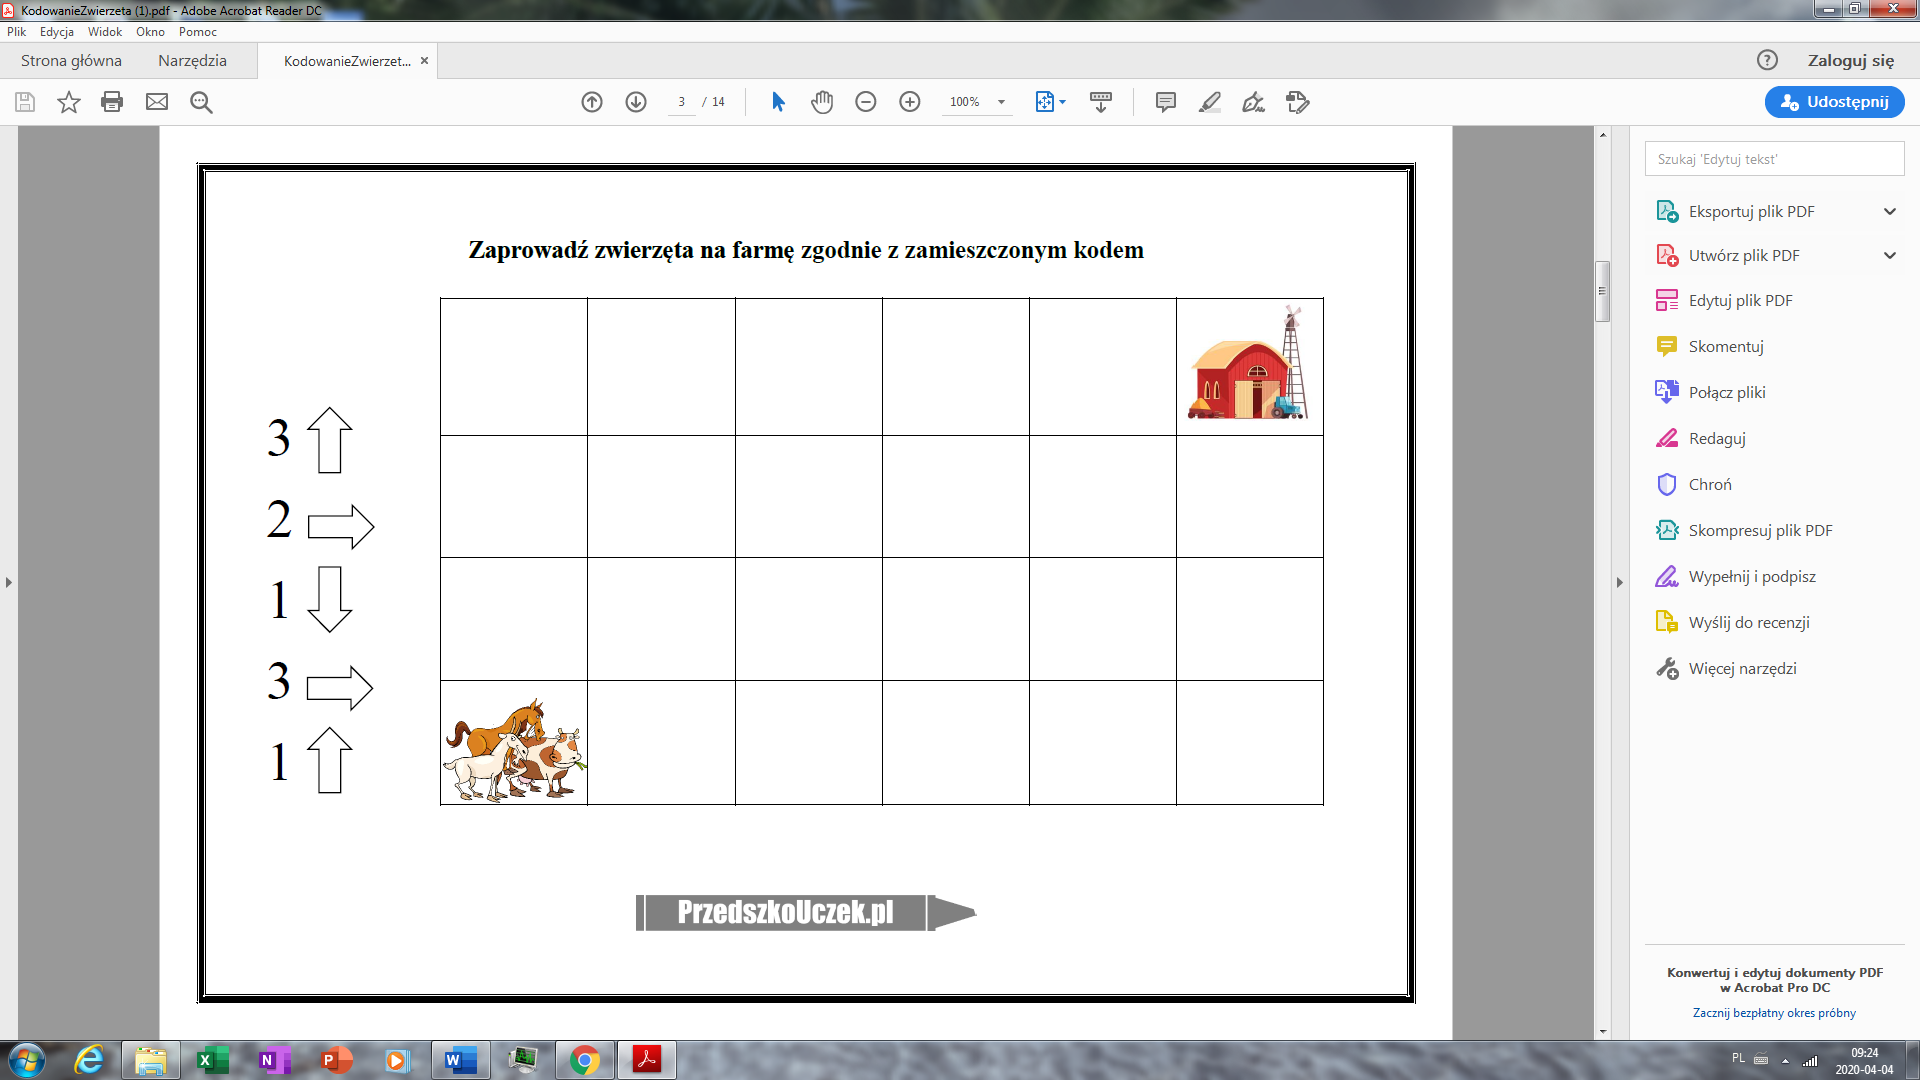 KodowanieZwierzeta (1).pdf - Adobe Acrobat Reader DC
Plik Edycja Widok Okno Pomoc
Strona główna Narzędzia KodowanieZwierzet... × Zaloguj się
3 / 14 100% Udostępnij
Szukaj 'Edytuj tekst'
Eksportuj plik PDF
Utwórz plik PDF
Edytuj plik PDF
Skomentuj
Połącz pliki
Redaguj
Chroń
Skompresuj plik PDF
Wypełnij i podpisz
Wyślij do recenzji
Więcej narzędzi
Zaprowadź zwierzęta na farmę zgodnie z zamieszczonym kodem
3
2
1
3
1
PrzedszkoUczek.pl
Konwertuj i edytuj dokumenty PDF
w Acrobat Pro DC
Zacznij bezpłatny okres próbny
PL 09:24
2020-04-04